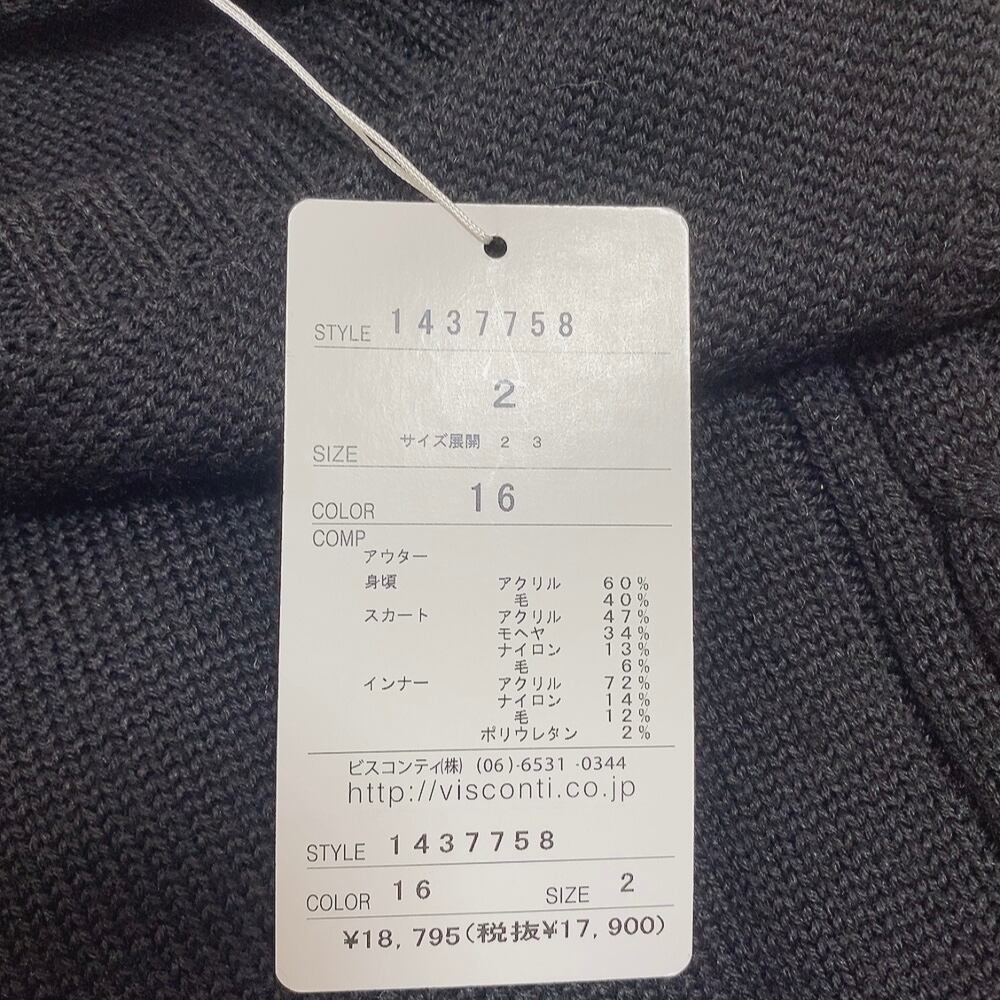 STYLE 1437758
2
サイズ展開 2 3
SIZE
COLOR 16
COMP
アウター
身頃 アクリル 60%
毛 40%
スカート アクリル 47%
モヘヤ 34%
ナイロン 13%
毛 6%
インナー アクリル 72%
ナイロン 14%
毛 12%
ポリウレタン 2%
ビスコンティ(株) (06)-6531-0344
http://visconti.co.jp
STYLE 1437758
COLOR 16 SIZE 2
¥18,795(税抜¥17,900)